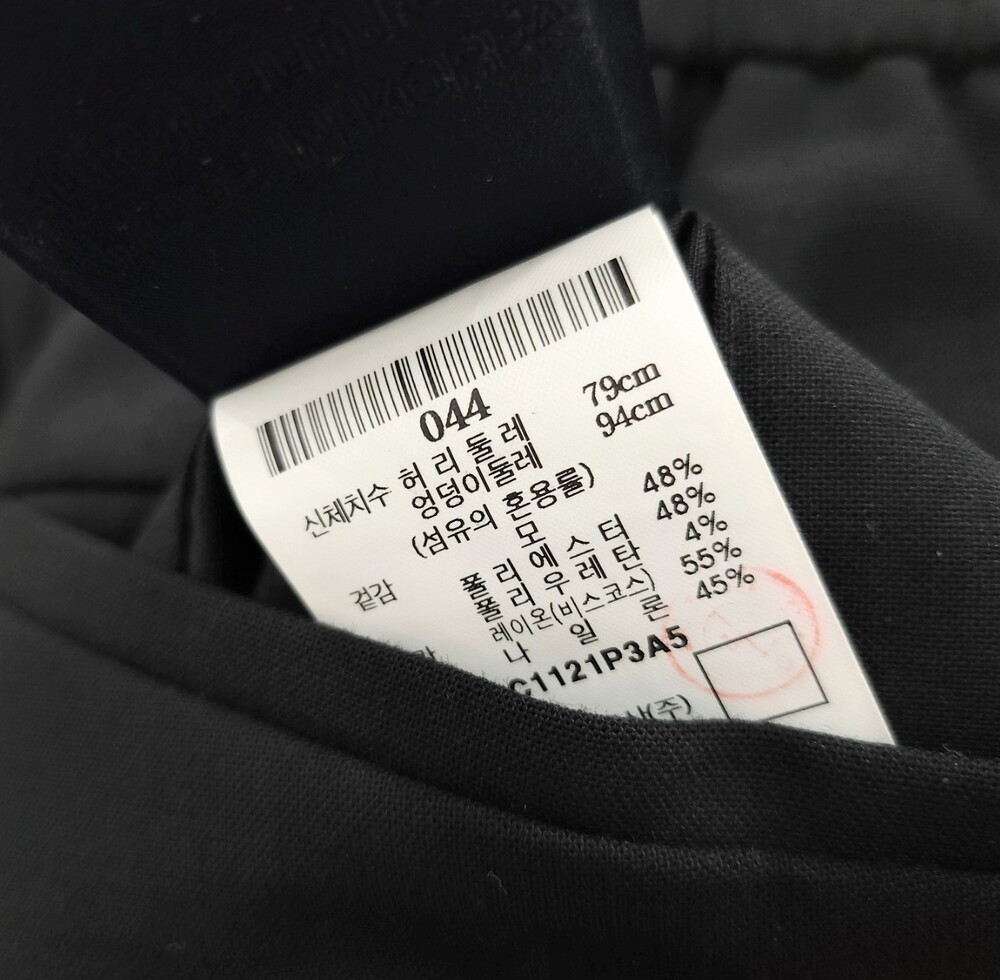 044
신체치수 허리둘레 79cm
엉덩이둘레 94cm
(섬유의 혼용률)
겉감 모 48%
폴리에스터 48%
폴리우레탄 4%
레이온(비스코스) 55%
나일론 45%
C1121P3A5
(주)